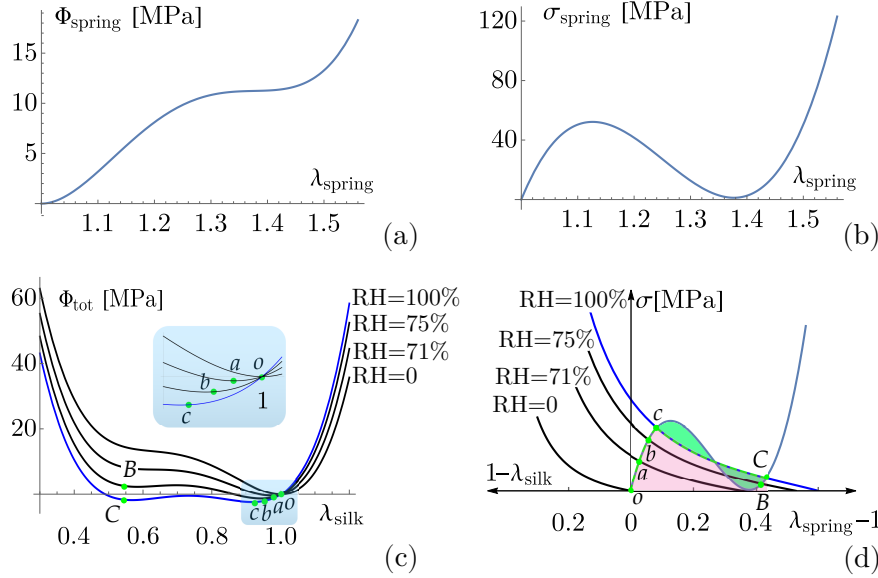 Φspring [MPa]
15
10
5
1.1 1.2 1.3 1.4 1.5
λspring
(a)
σspring [MPa]
120
80
40
1.1 1.2 1.3 1.4 1.5
λspring
(b)
Φtot [MPa]
60
40
20
0.4 0.6 0.8 1.0
λsilk
RH=100%
RH=75%
RH=71%
RH=0
a o
b
c
1
B
C
c b a o
(c)
RH=100%
σ[MPa]
RH=75%
RH=71%
RH=0
c
b
a
o
C
B
1−λsilk
0.2 0 0.2 0.4
λspring−1
(d)